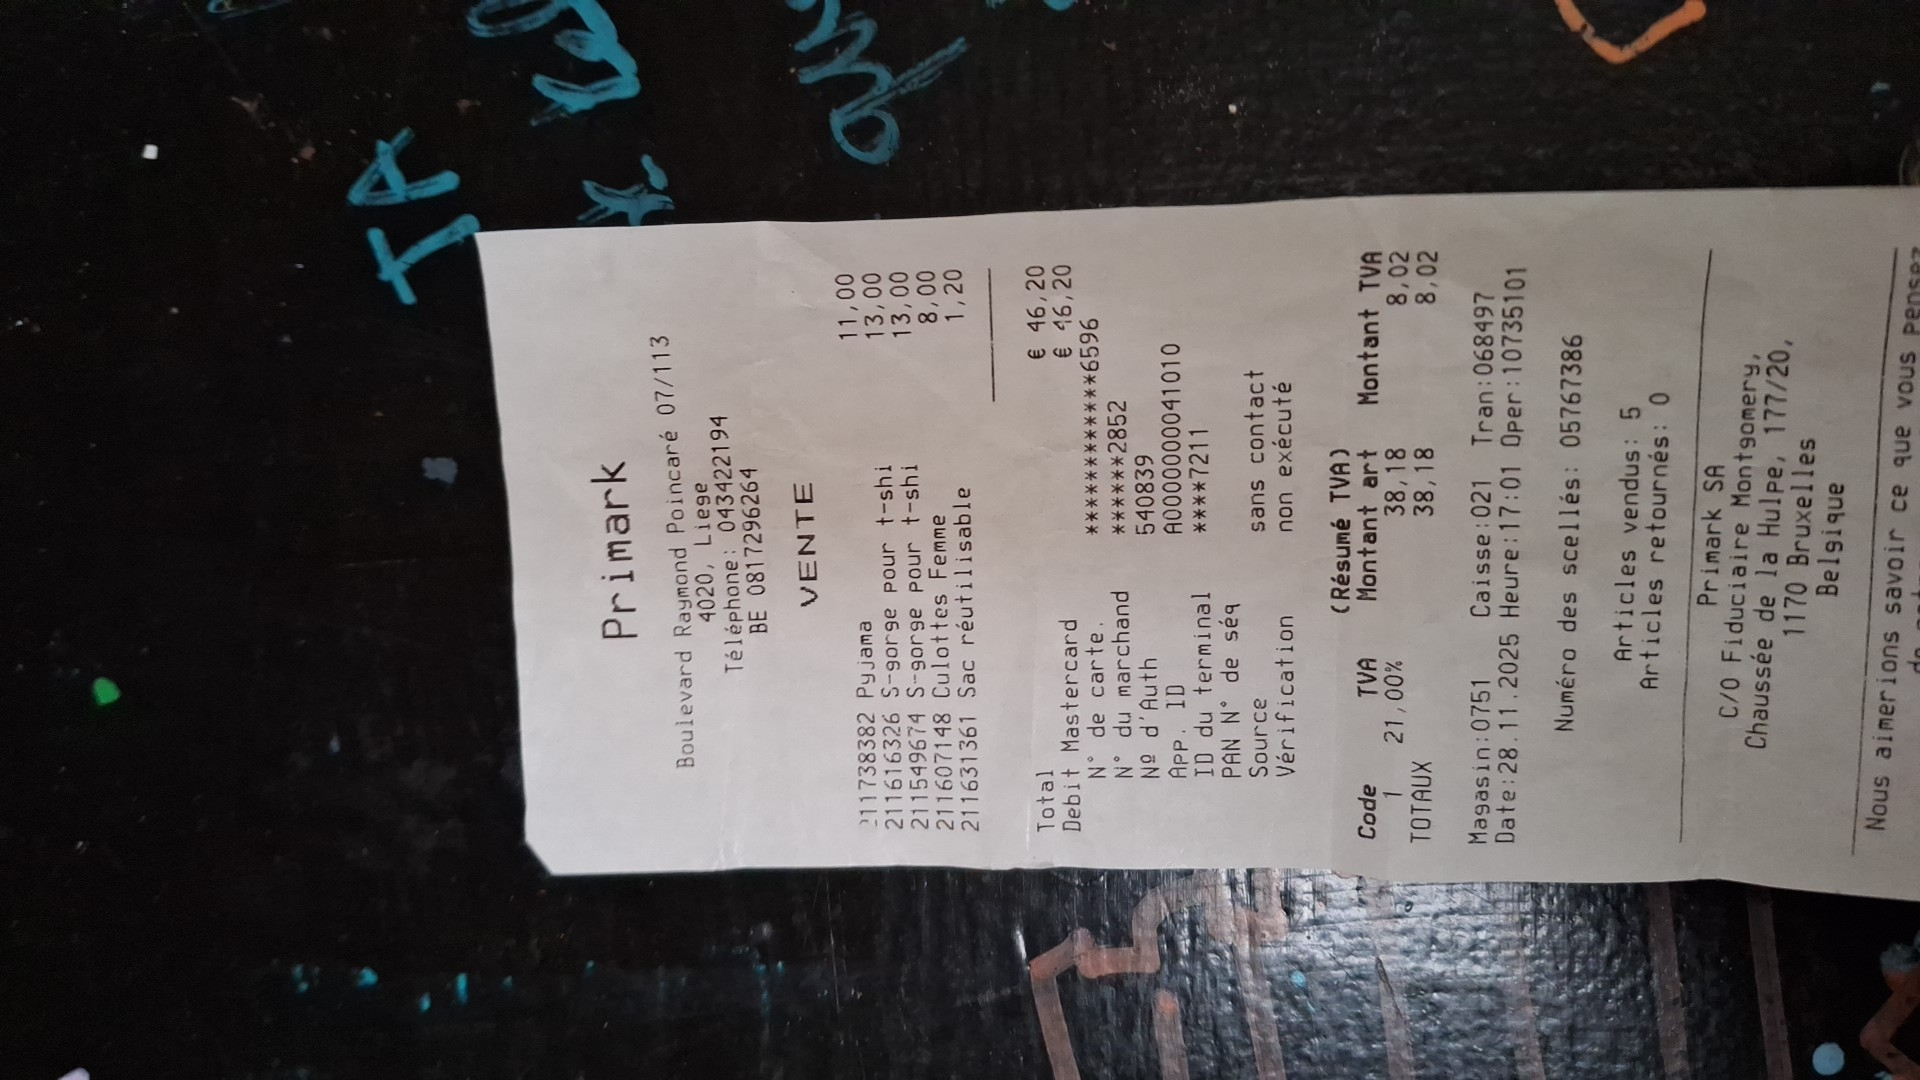 Primark
Boulevard Raymond Poincaré 07/113
4020, Liege
Téléphone: 043422194
BE 0817296264
VENTE
211738382 Pyjama 11,00
211616326 S-gorge pour t-shi 13,00
211549674 S-gorge pour t-shi 13,00
211607148 Culottes Femme 8,00
211631361 Sac réutilisable 1,20
Total € 46,20
Debit Mastercard € 46,20
N° de carte. ************6596
N° du marchand ******2852
Nº d'Auth 540839
App. ID A0000000041010
ID du terminal ****7211
PAN N° de séq
Source sans contact
Vérification non exécuté
(Résumé TVA)
Code TVA Montant art Montant TVA
1 21,00% 38,18 8,02
TOTAUX 38,18 8,02
Magasin:0751 Caisse:021 Tran:068497
Date:28.11.2025 Heure:17:01 Oper:10735101
Numéro des scellés: 05767386
Articles vendus: 5
Articles retournés: 0
Primark SA
C/O Fiduciaire Montgomery,
Chaussée de la Hulpe, 177/20,
1170 Bruxelles
Belgique
Nous aimerions savoir ce que vous pensez